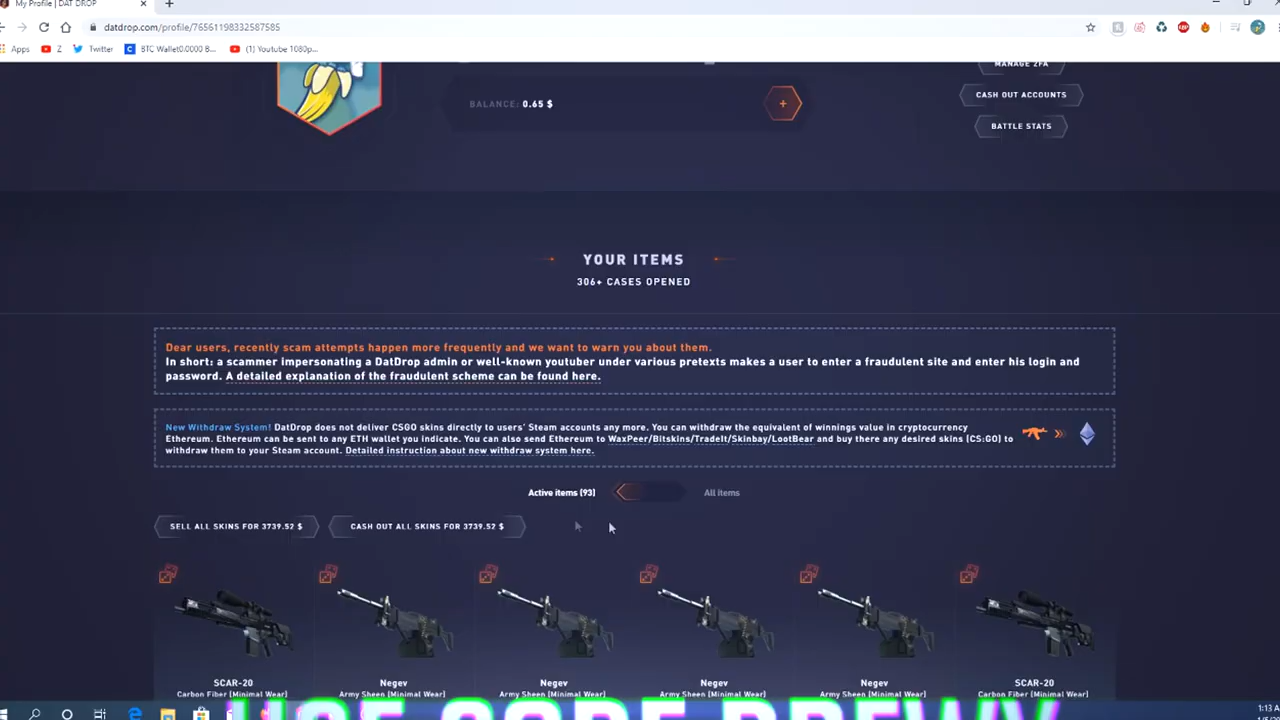 My Profile | DAT DROP
datdrop.com/profile/76561198332587585
Apps
Z
Twitter
BTC Wallet0.0000 B...
(1) Youtube 1080p...
MANAGE 2FA
BALANCE: 0.65 $
CASH OUT ACCOUNTS
BATTLE STATS
YOUR ITEMS
306+ CASES OPENED
Dear users, recently scam attempts happen more frequently and we want to warn you about them.
In short: a scammer impersonating a DatDrop admin or well-known youtuber under various pretexts makes a user to enter a fraudulent site and enter his login and
password. A detailed explanation of the fraudulent scheme can be found here.
New Withdraw System! DatDrop does not deliver CSGO skins directly to users' Steam accounts any more. You can withdraw the equivalent of winnings value in cryptocurrency
Ethereum. Ethereum can be sent to any ETH wallet you indicate. You can also send Ethereum to WaxPeer/Bitskins/TradeIt/Skinbay/LootBear and buy there any desired skins (CS:GO) to
withdraw them to your Steam account. Detailed instruction about new withdraw system here.
Active items (93)
All items
SELL ALL SKINS FOR 3739.52 $
CASH OUT ALL SKINS FOR 3739.52 $
SCAR-20
Carbon Fiber [Minimal Wear]
Negev
Army Sheen [Minimal Wear]
Negev
Army Sheen [Minimal Wear]
Negev
Army Sheen [Minimal Wear]
Negev
Army Sheen [Minimal Wear]
SCAR-20
Carbon Fiber [Minimal Wear]
USE CODE DREWY
1:13 A